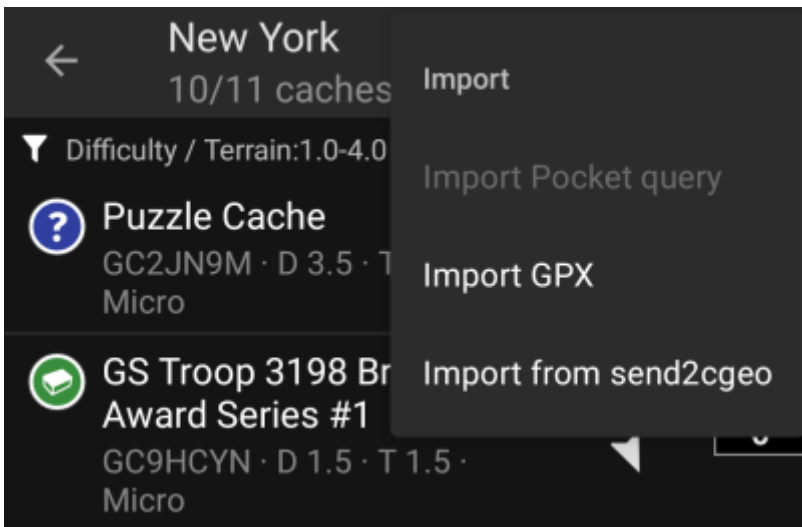 New York
10/11 caches
Difficulty / Terrain:1.0-4.0
?
Puzzle Cache
GC2JN9M · D 3.5 ·
Micro
GS Troop 3198
Award Series #1
GC9HCYN · D 1.5 · T 1.5 ·
Micro
Import
Import Pocket query
Import GPX
Import from send2cgeo